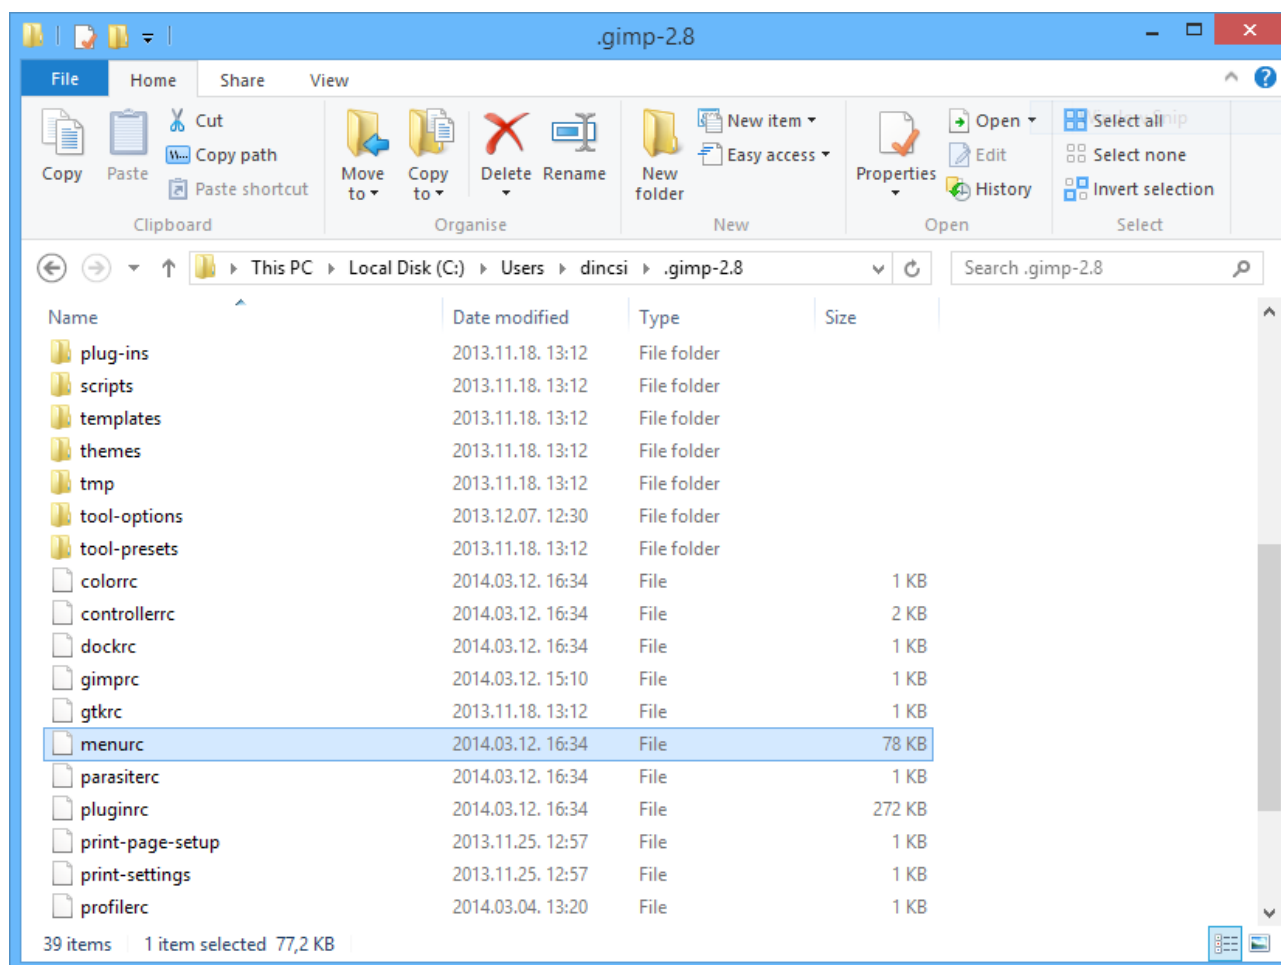 .gimp-2.8
File Home Share View
Copy Paste Cut Copy path Paste shortcut Move to Copy to Delete Rename New folder New item Easy access Properties Open Edit History Select all Select none Invert selection
Clipboard Organise New Open Select
This PC Local Disk (C:) Users dincsi .gimp-2.8 Search .gimp-2.8
Name Date modified Type Size
plug-ins 2013.11.18. 13:12 File folder
scripts 2013.11.18. 13:12 File folder
templates 2013.11.18. 13:12 File folder
themes 2013.11.18. 13:12 File folder
tmp 2013.11.18. 13:12 File folder
tool-options 2013.12.07. 12:30 File folder
tool-presets 2013.11.18. 13:12 File folder
colorrc 2014.03.12. 16:34 File 1 KB
controllerrc 2014.03.12. 16:34 File 2 KB
dockrc 2014.03.12. 16:34 File 1 KB
gimprc 2014.03.12. 15:10 File 1 KB
gtkrc 2013.11.18. 13:12 File 1 KB
menurc 2014.03.12. 16:34 File 78 KB
parasiterc 2014.03.12. 16:34 File 1 KB
pluginrc 2014.03.12. 16:34 File 272 KB
print-page-setup 2013.11.25. 12:57 File 1 KB
print-settings 2013.11.25. 12:57 File 1 KB
profilerc 2014.03.04. 13:20 File 1 KB
39 items 1 item selected 77,2 KB